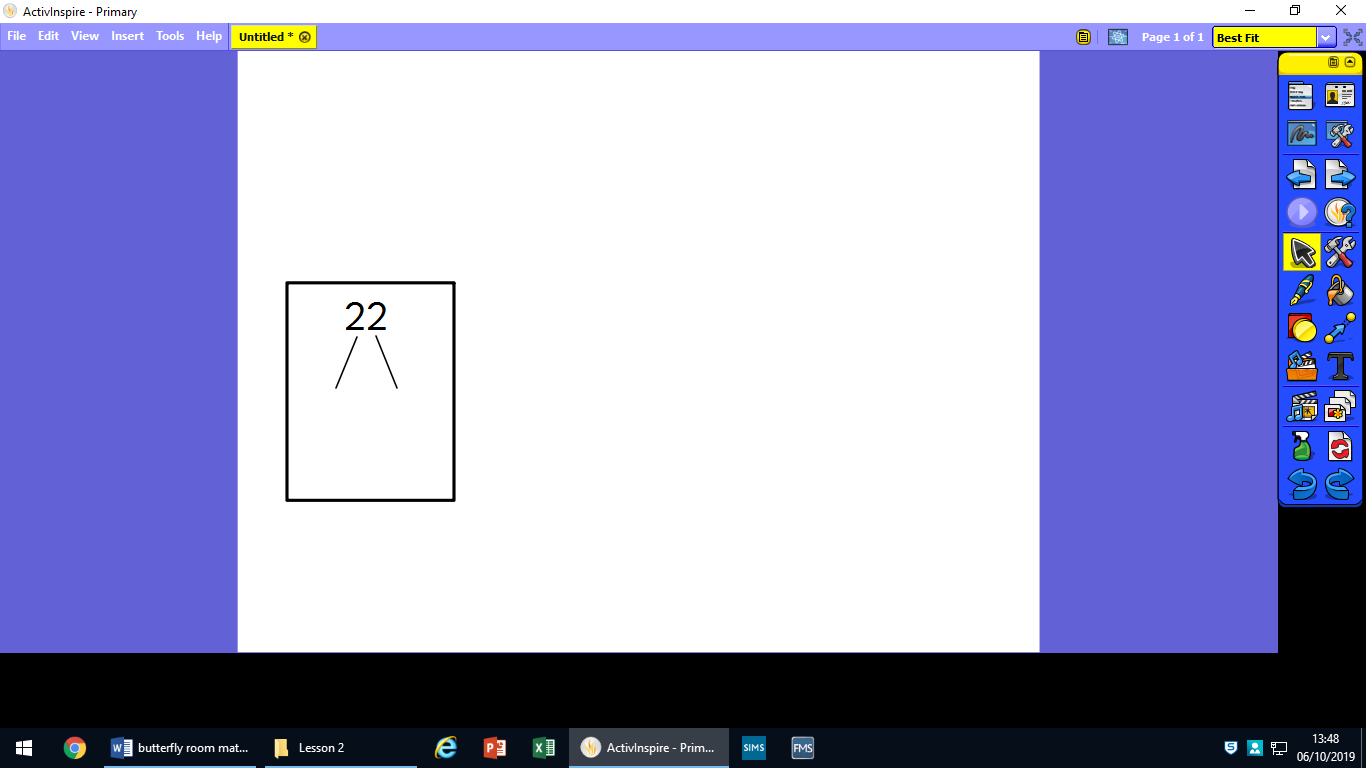 ActivInspire - Primary
File Edit View Insert Tools Help Untitled * Page 1 of 1 Best Fit
22
butterfly room mat... Lesson 2 ActivInspire - Prim... SIMS FMS
13:48
06/10/2019